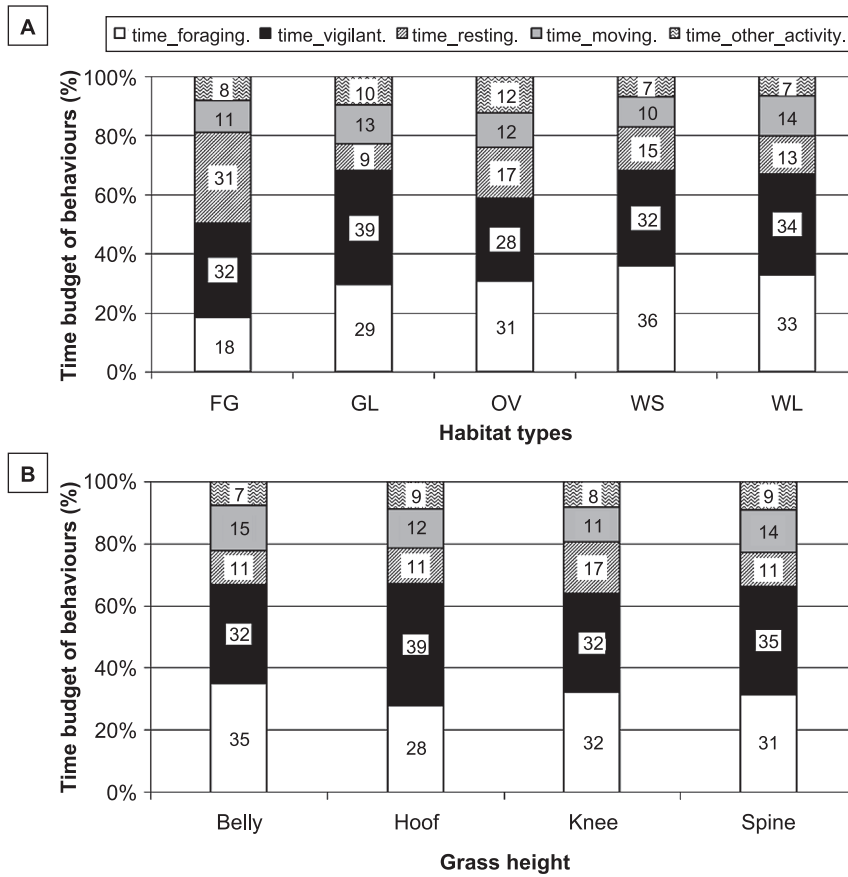 A
time_foraging. time_vigilant. time_resting. time_moving. time_other_activity.
Time budget of behaviours (%)
100%
80%
60%
40%
20%
0%
8 10 12 7 7
11 13 12 10 14
31 9 17 15 13
32 39 28 32 34
18 29 31 36 33
FG GL OV WS WL
Habitat types
B
Time budget of behaviours (%)
100%
80%
60%
40%
20%
0%
7 9 8 9
15 12 11 14
11 11 17 11
32 39 32 35
35 28 32 31
Belly Hoof Knee Spine
Grass height